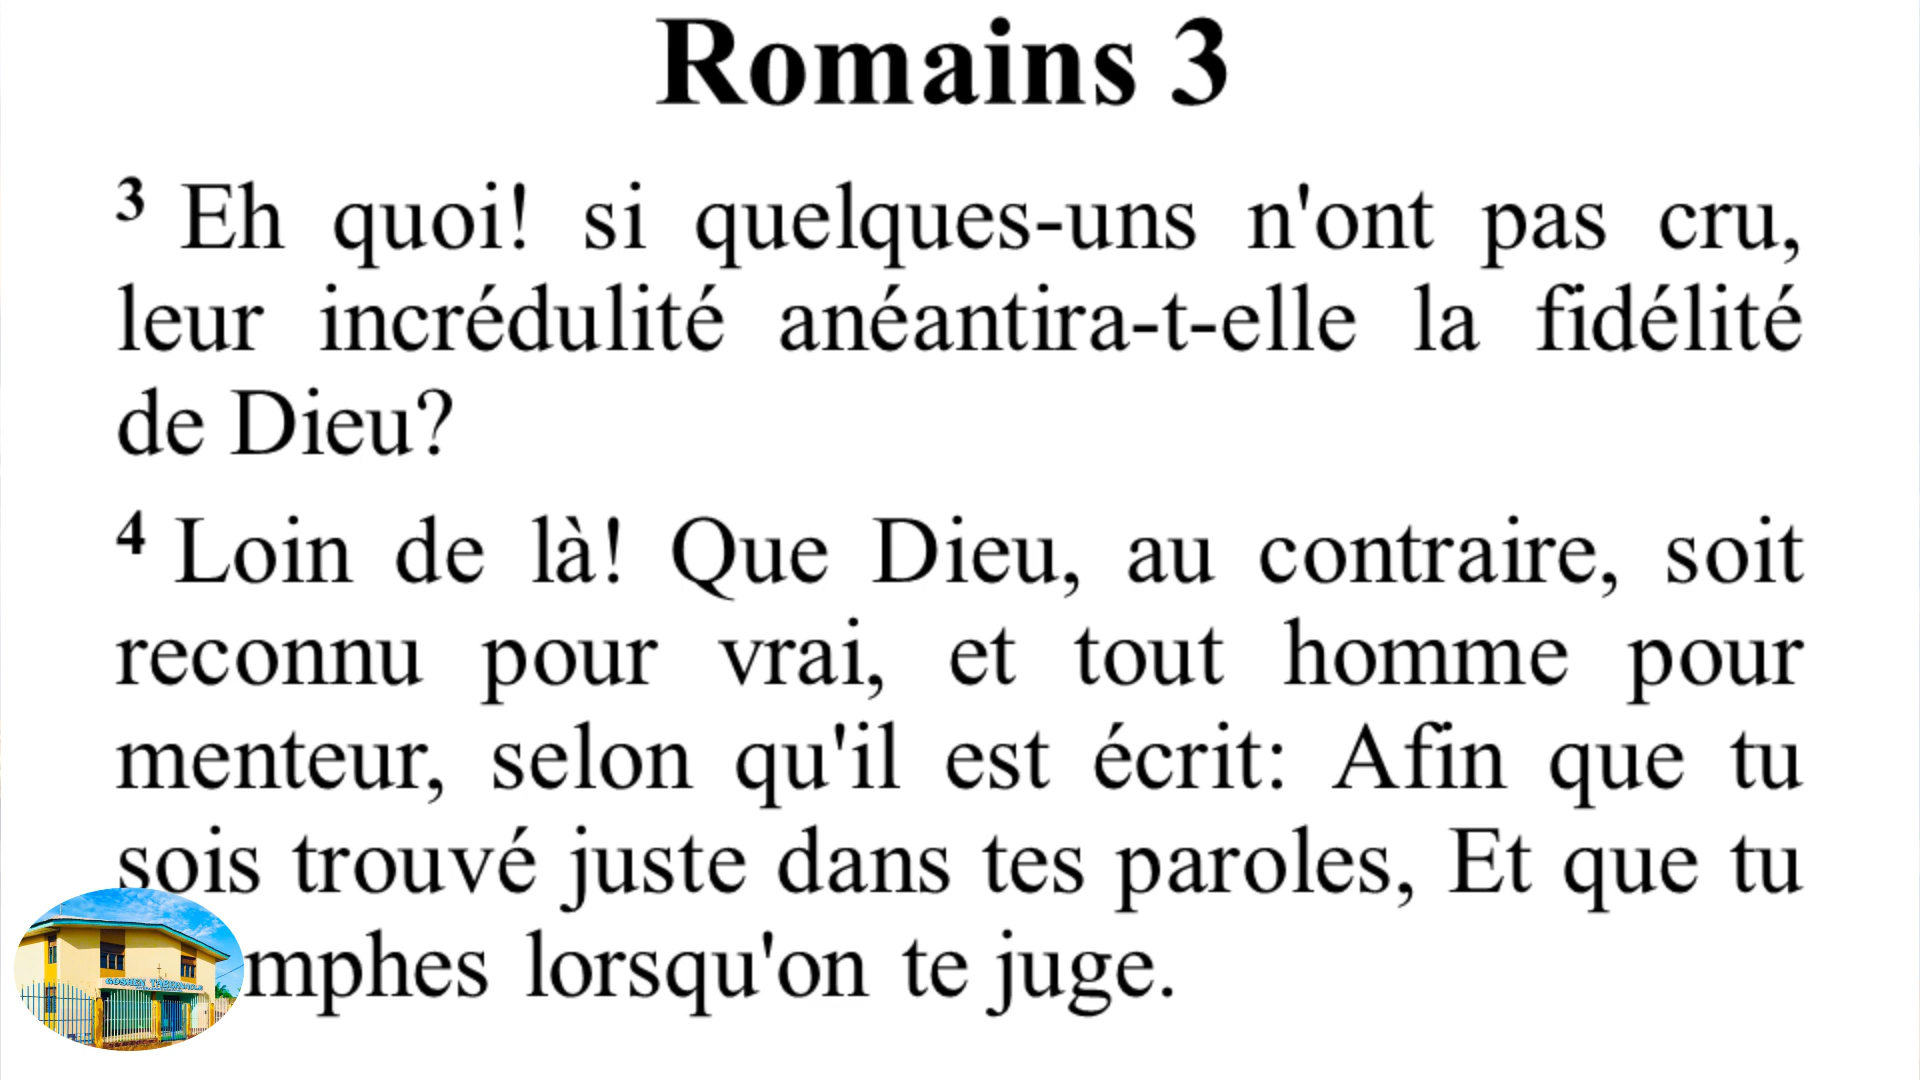 Romains 3
3 Eh quoi! si quelques-uns n'ont pas cru,
leur incrédulité anéantira-t-elle la fidélité
de Dieu?
4 Loin de là! Que Dieu, au contraire, soit
reconnu pour vrai, et tout homme pour
menteur, selon qu'il est écrit: Afin que tu
sois trouvé juste dans tes paroles, Et que tu
mphes lorsqu'on te juge.
GOSHEN TABERNACLE